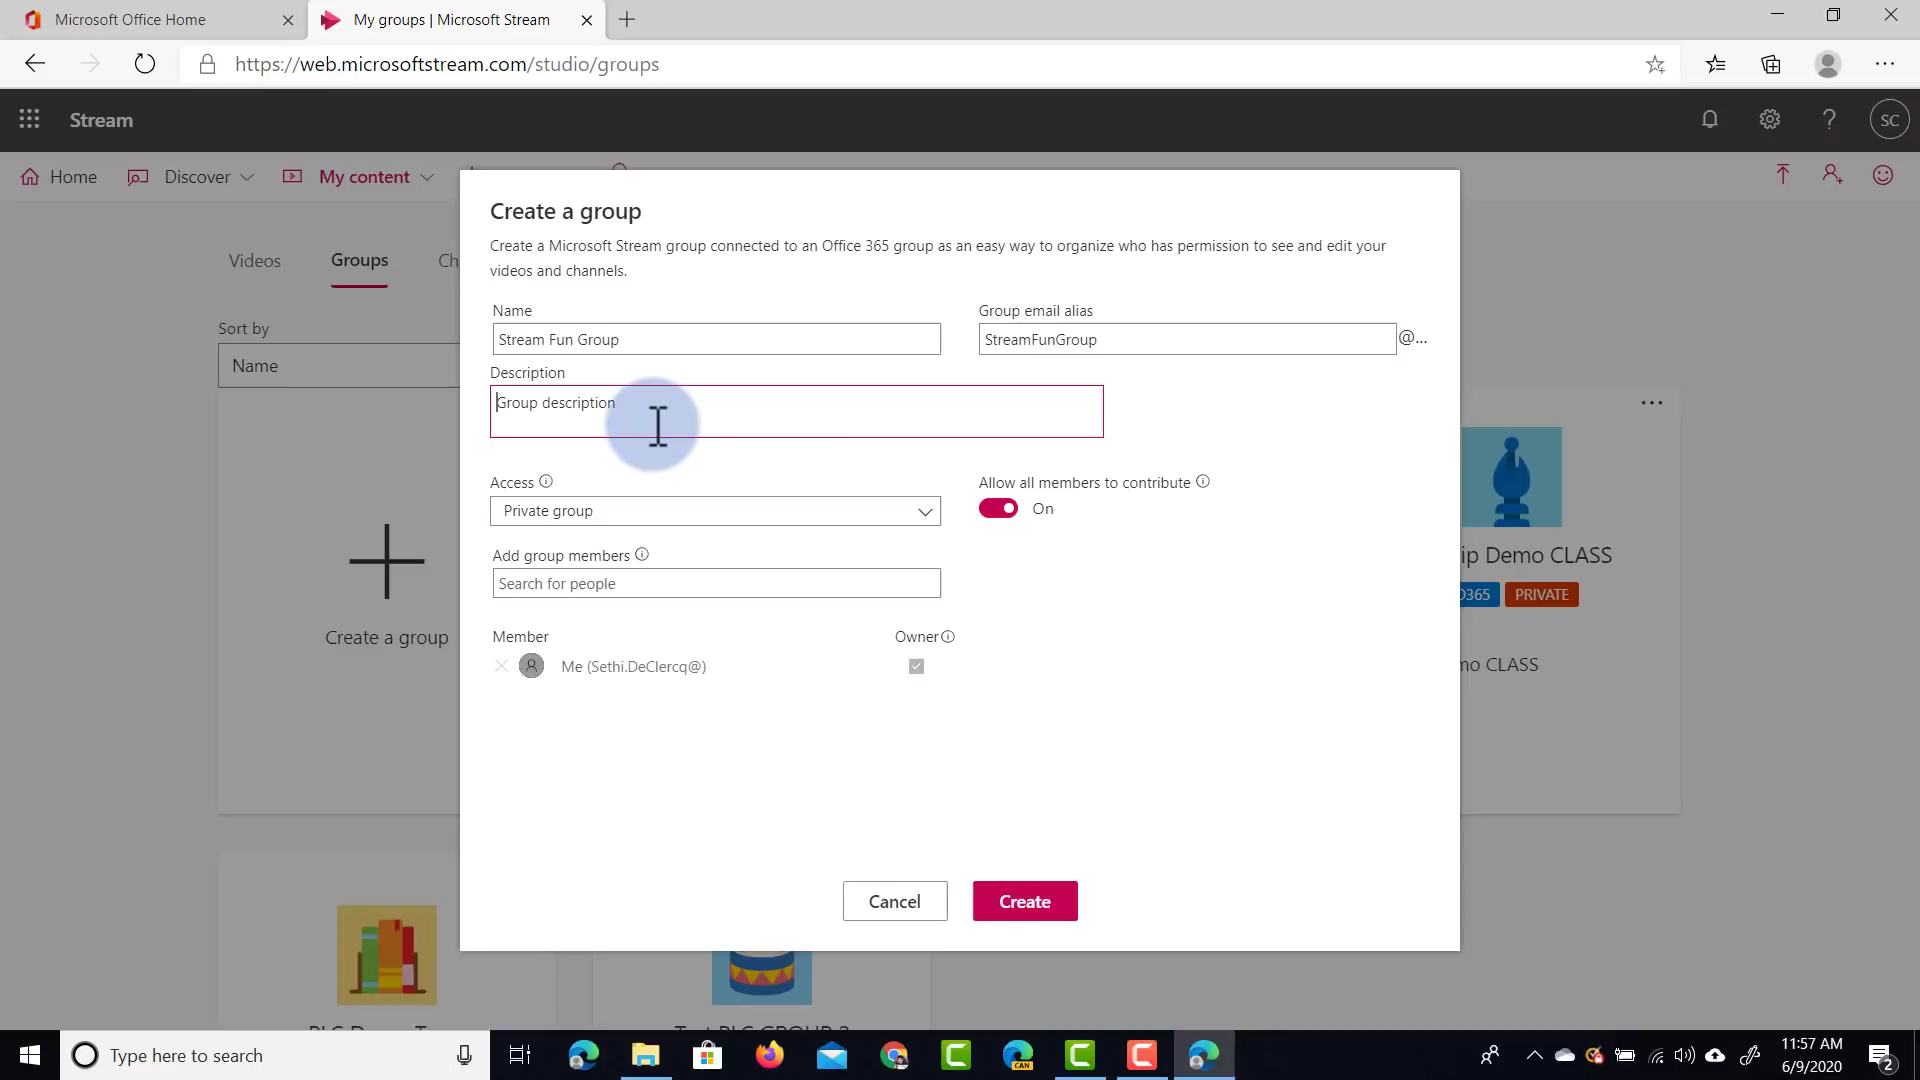 Microsoft Office Home
My groups | Microsoft Stream
https://web.microsoftstream.com/studio/groups
Stream
SC
Home
Discover
My content
Videos
Groups
Ch
Sort by
Name
Create a group
Create a group
Create a Microsoft Stream group connected to an Office 365 group as an easy way to organize who has permission to see and edit your
videos and channels.
Name
Group email alias
Stream Fun Group
StreamFunGroup
@...
Description
Group description
Access
Allow all members to contribute
Private group
On
Add group members
Search for people
Member
Owner
Me (Sethi.DeClercq@)
Cancel
Create
ip Demo CLASS
O365
PRIVATE
mo CLASS
Type here to search
CAN
11:57 AM
6/9/2020
2